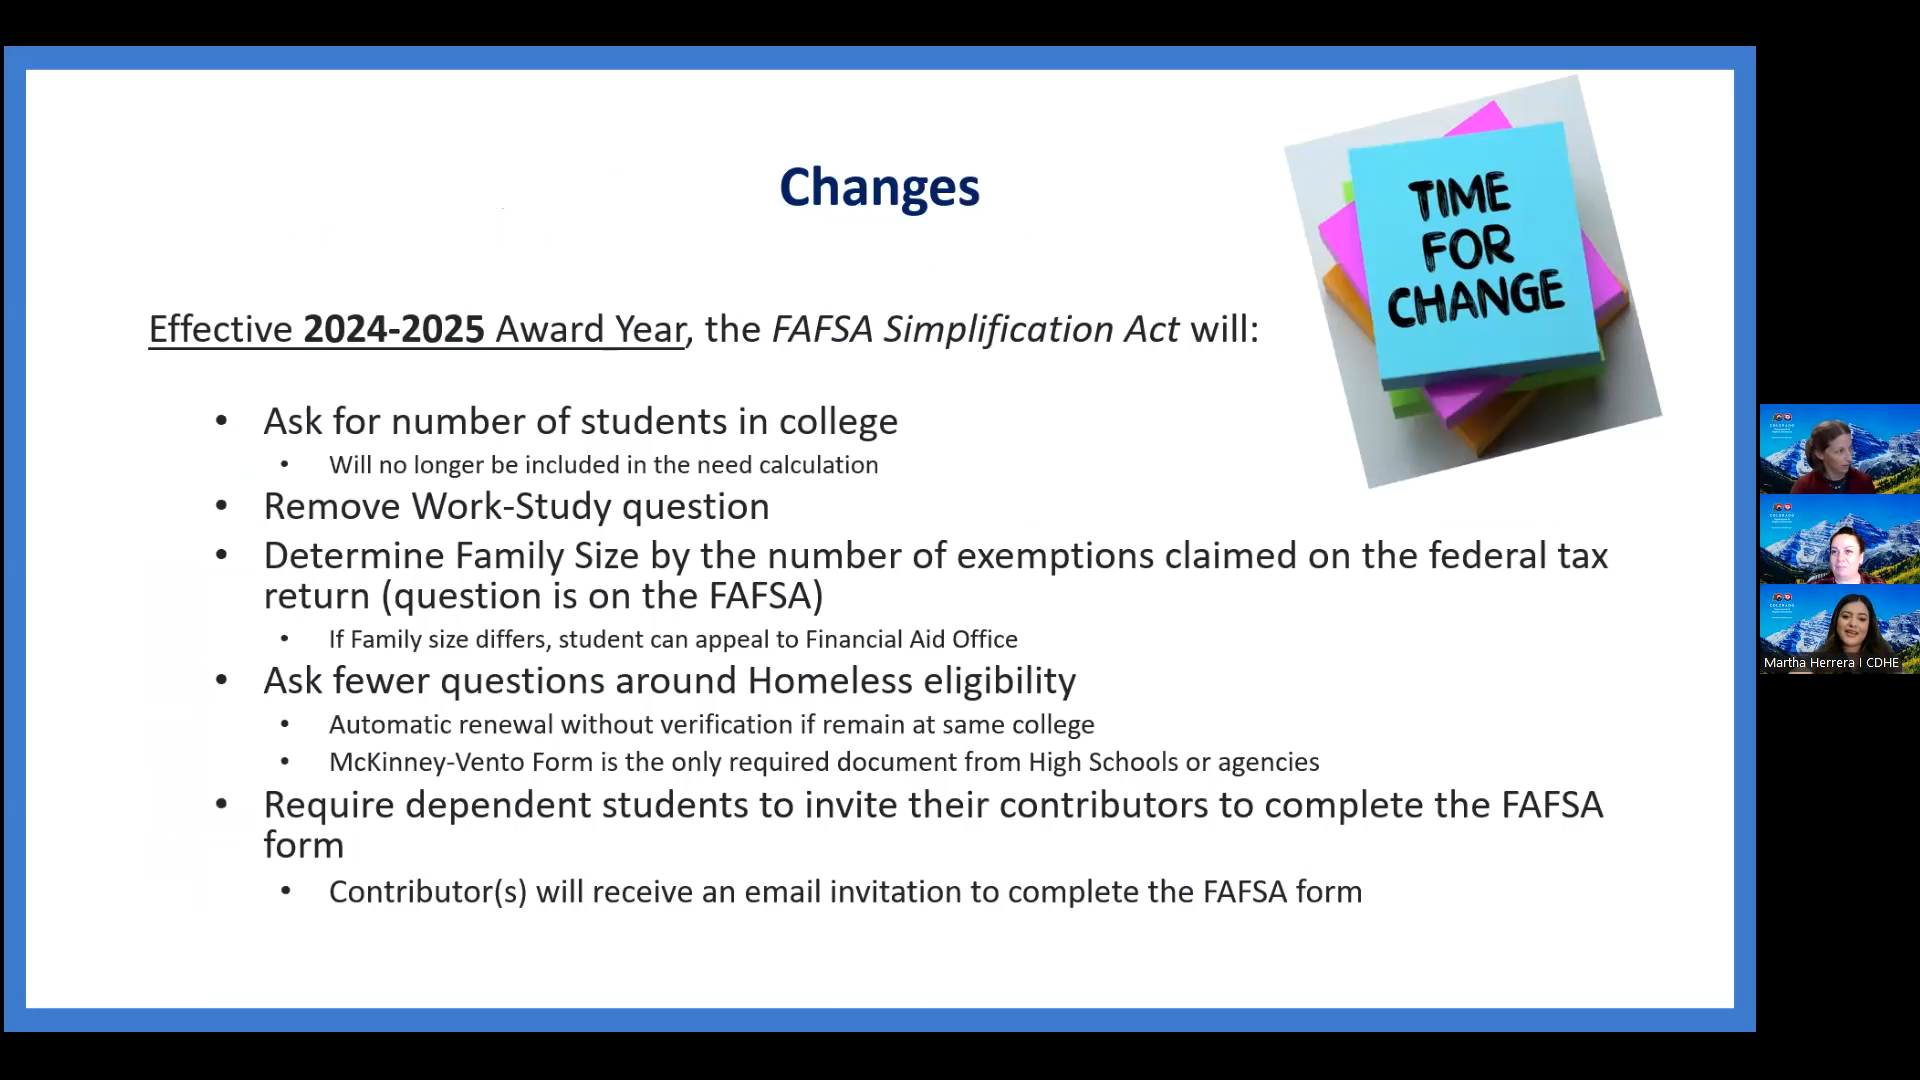 Changes
TIME
FOR
CHANGE
Effective 2024-2025 Award Year, the FAFSA Simplification Act will:
• Ask for number of students in college
• Will no longer be included in the need calculation
• Remove Work-Study question
• Determine Family Size by the number of exemptions claimed on the federal tax
return (question is on the FAFSA)
• If Family size differs, student can appeal to Financial Aid Office
• Ask fewer questions around Homeless eligibility
• Automatic renewal without verification if remain at same college
• McKinney-Vento Form is the only required document from High Schools or agencies
• Require dependent students to invite their contributors to complete the FAFSA
form
• Contributor(s) will receive an email invitation to complete the FAFSA form
COLORADO
COLORADO
COLORADO
Martha Herrera I CDHE